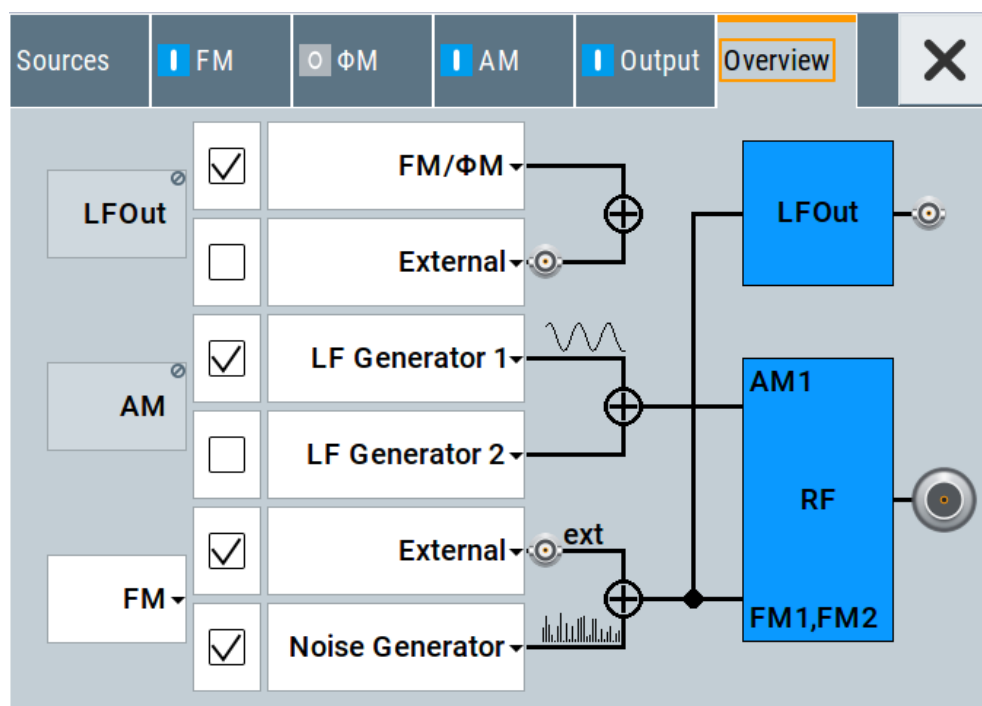 Sources
FM
O ΦM
AM
Output
Overview
LFOut
FM/ΦM
External
LFOut
AM
LF Generator 1
LF Generator 2
AM1
RF
FM1,FM2
FM
External
ext
Noise Generator